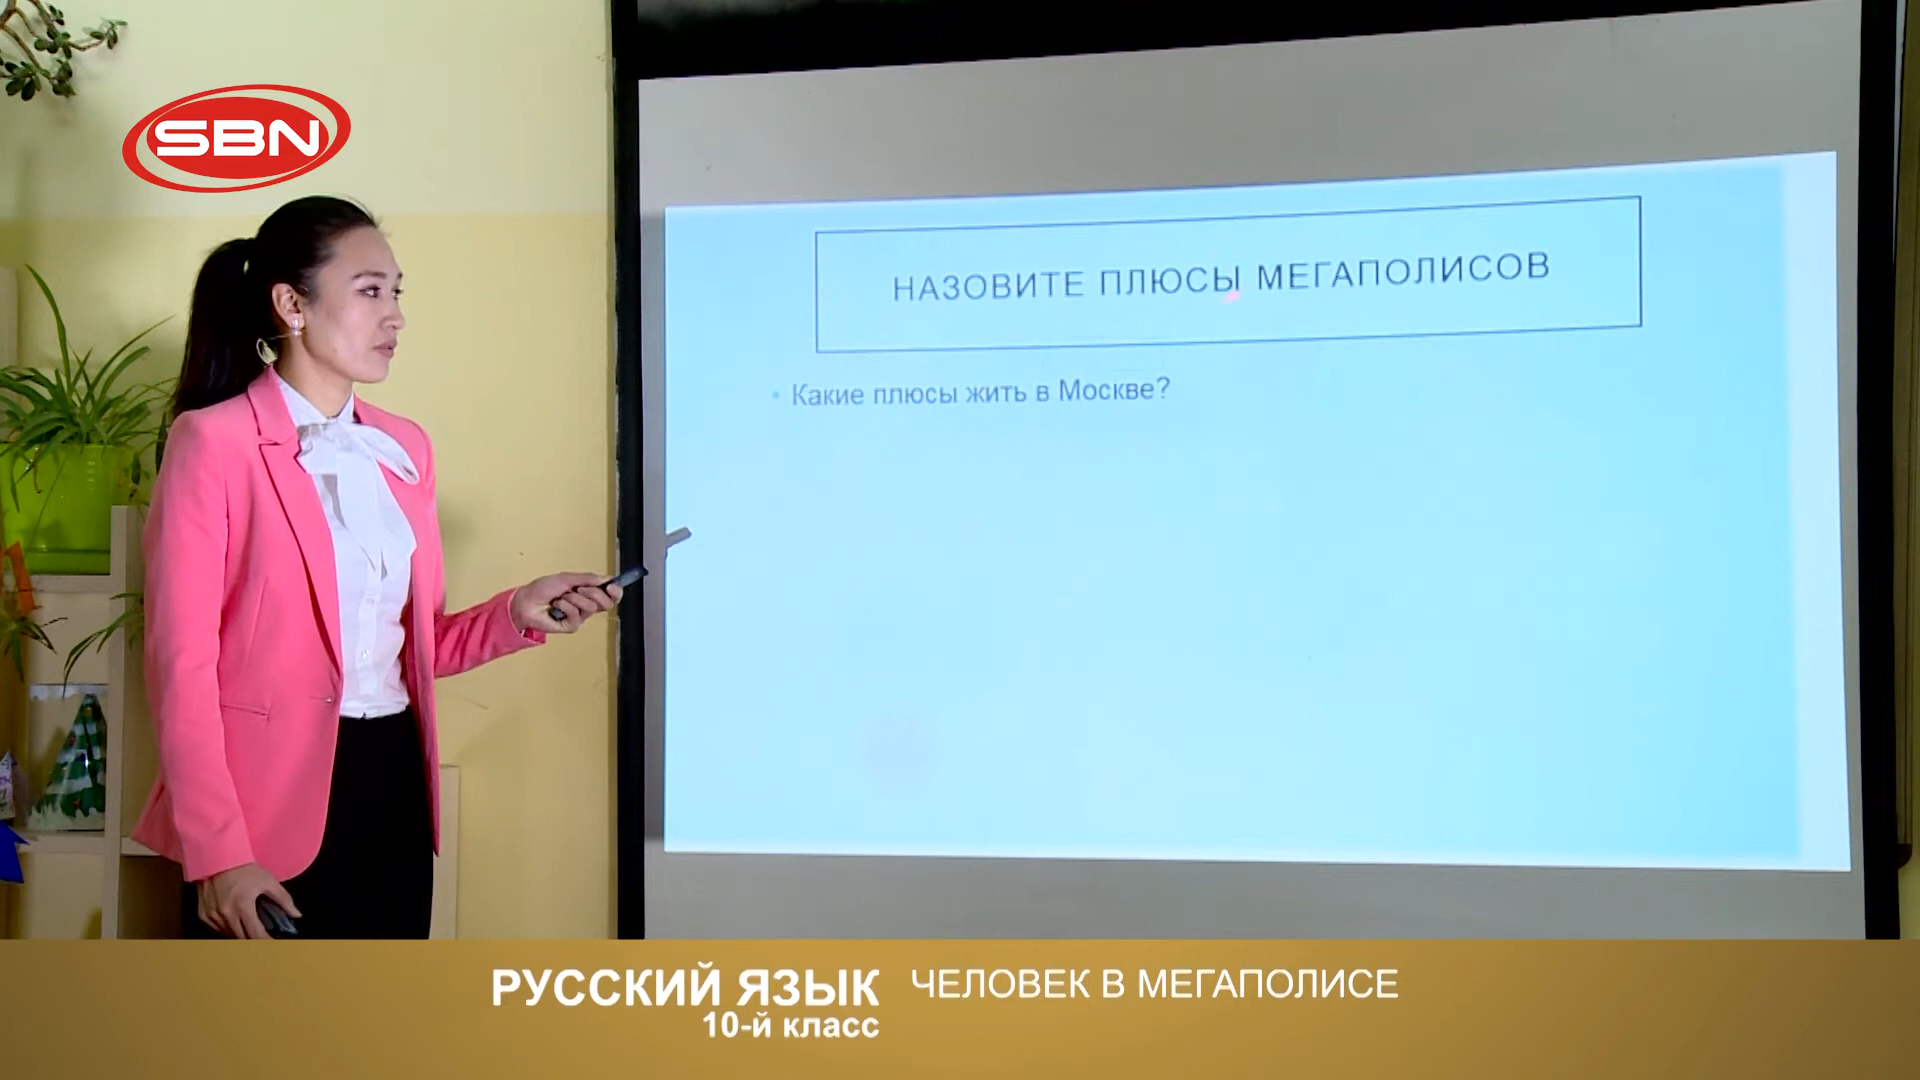 SBN
НАЗОВИТЕ ПЛЮСЫ МЕГАПОЛИСОВ
• Какие плюсы жить в Москве?
РУССКИЙ ЯЗЫК ЧЕЛОВЕК В МЕГАПОЛИСЕ
10-й класс